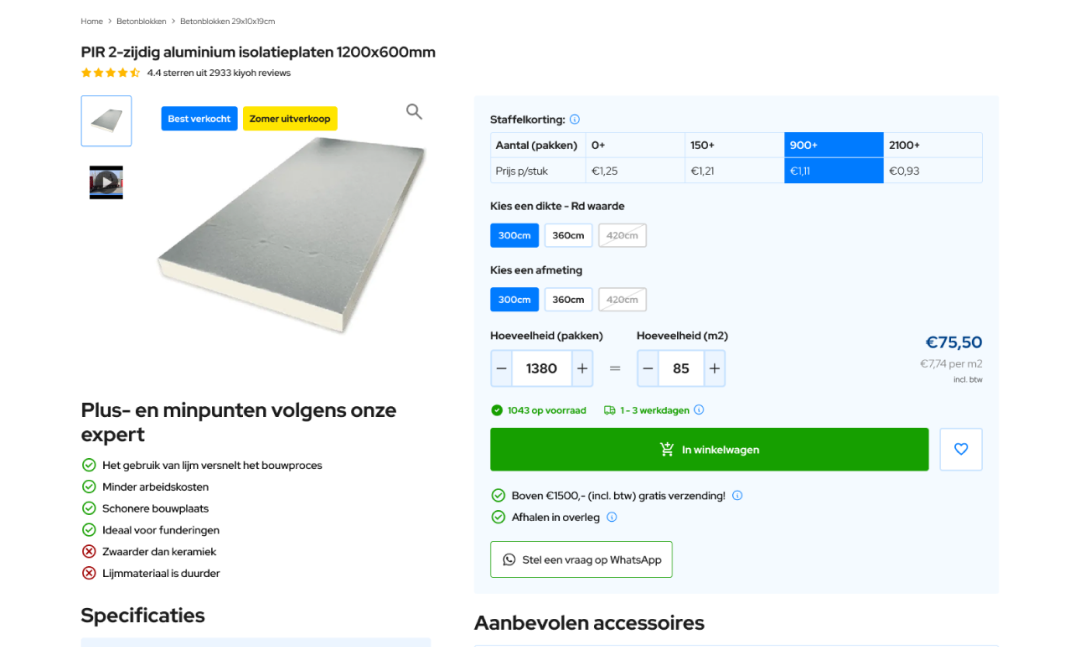 Home > Betonblokken > Betonblokken 29x10x19cm
PIR 2-zijdig aluminium isolatieplaten 1200x600mm
4.4 sterren uit 2933 kiyoh reviews
Best verkocht
Zomer uitverkoop
Plus- en minpunten volgens onze
expert
Het gebruik van lijm versnelt het bouwproces
Minder arbeidskosten
Schonere bouwplaats
Ideaal voor funderingen
Zwaarder dan keramiek
Lijmmateriaal is duurder
Specificaties
Staffelkorting:
Aantal (pakken) 0+ 150+ 900+ 2100+
Prijs p/stuk €1,25 €1,21 €1,11 €0,93
Kies een dikte - Rd waarde
300cm 360cm 420cm
Kies een afmeting
300cm 360cm 420cm
Hoeveelheid (pakken) Hoeveelheid (m2)
− 1380 + = − 85 +
€75,50
€7,74 per m2
incl. btw
1043 op voorraad 1 - 3 werkdagen
In winkelwagen
Boven €1500,- (incl. btw) gratis verzending!
Afhalen in overleg
Stel een vraag op WhatsApp
Aanbevolen accessoires